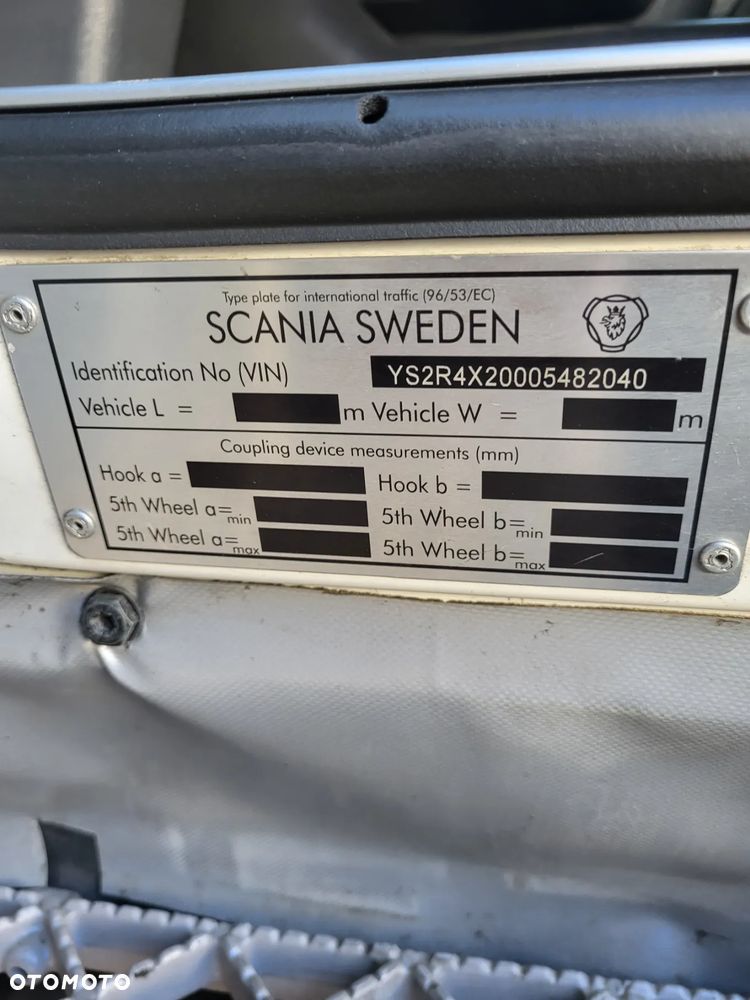 Type plate for international traffic (96/53/EC)
SCANIA SWEDEN
Identification No (VIN) YS2R4X20005482040
Vehicle L = m Vehicle W = m
Coupling device measurements (mm)
Hook a = Hook b =
5th Wheel a=min 5th Wheel b=min
5th Wheel a=max 5th Wheel b=max
OTOMOTO